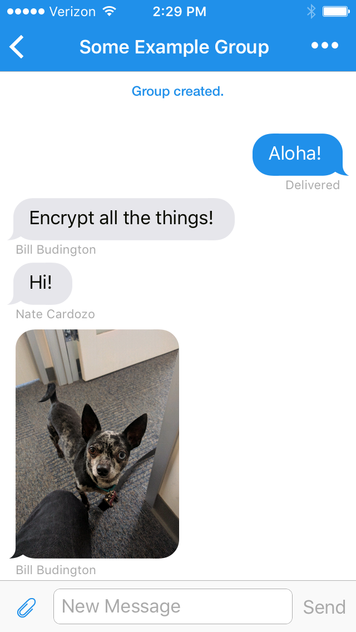 Verizon 2:29 PM
Some Example Group
Group created.
Aloha!
Delivered
Encrypt all the things!
Bill Budington
Hi!
Nate Cardozo
Bill Budington
New Message Send